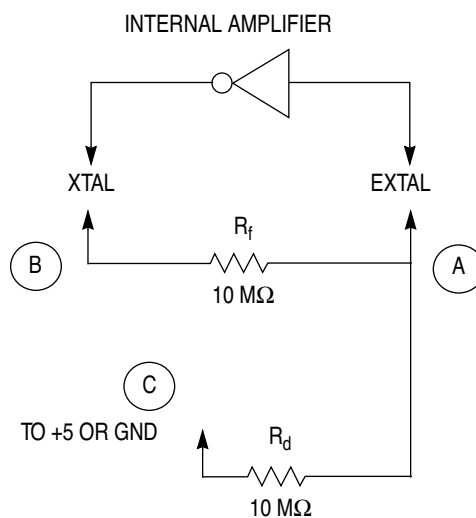 INTERNAL AMPLIFIER
XTAL
EXTAL
Rf
B
A
10 MΩ
C
TO +5 OR GND
Rd
10 MΩ